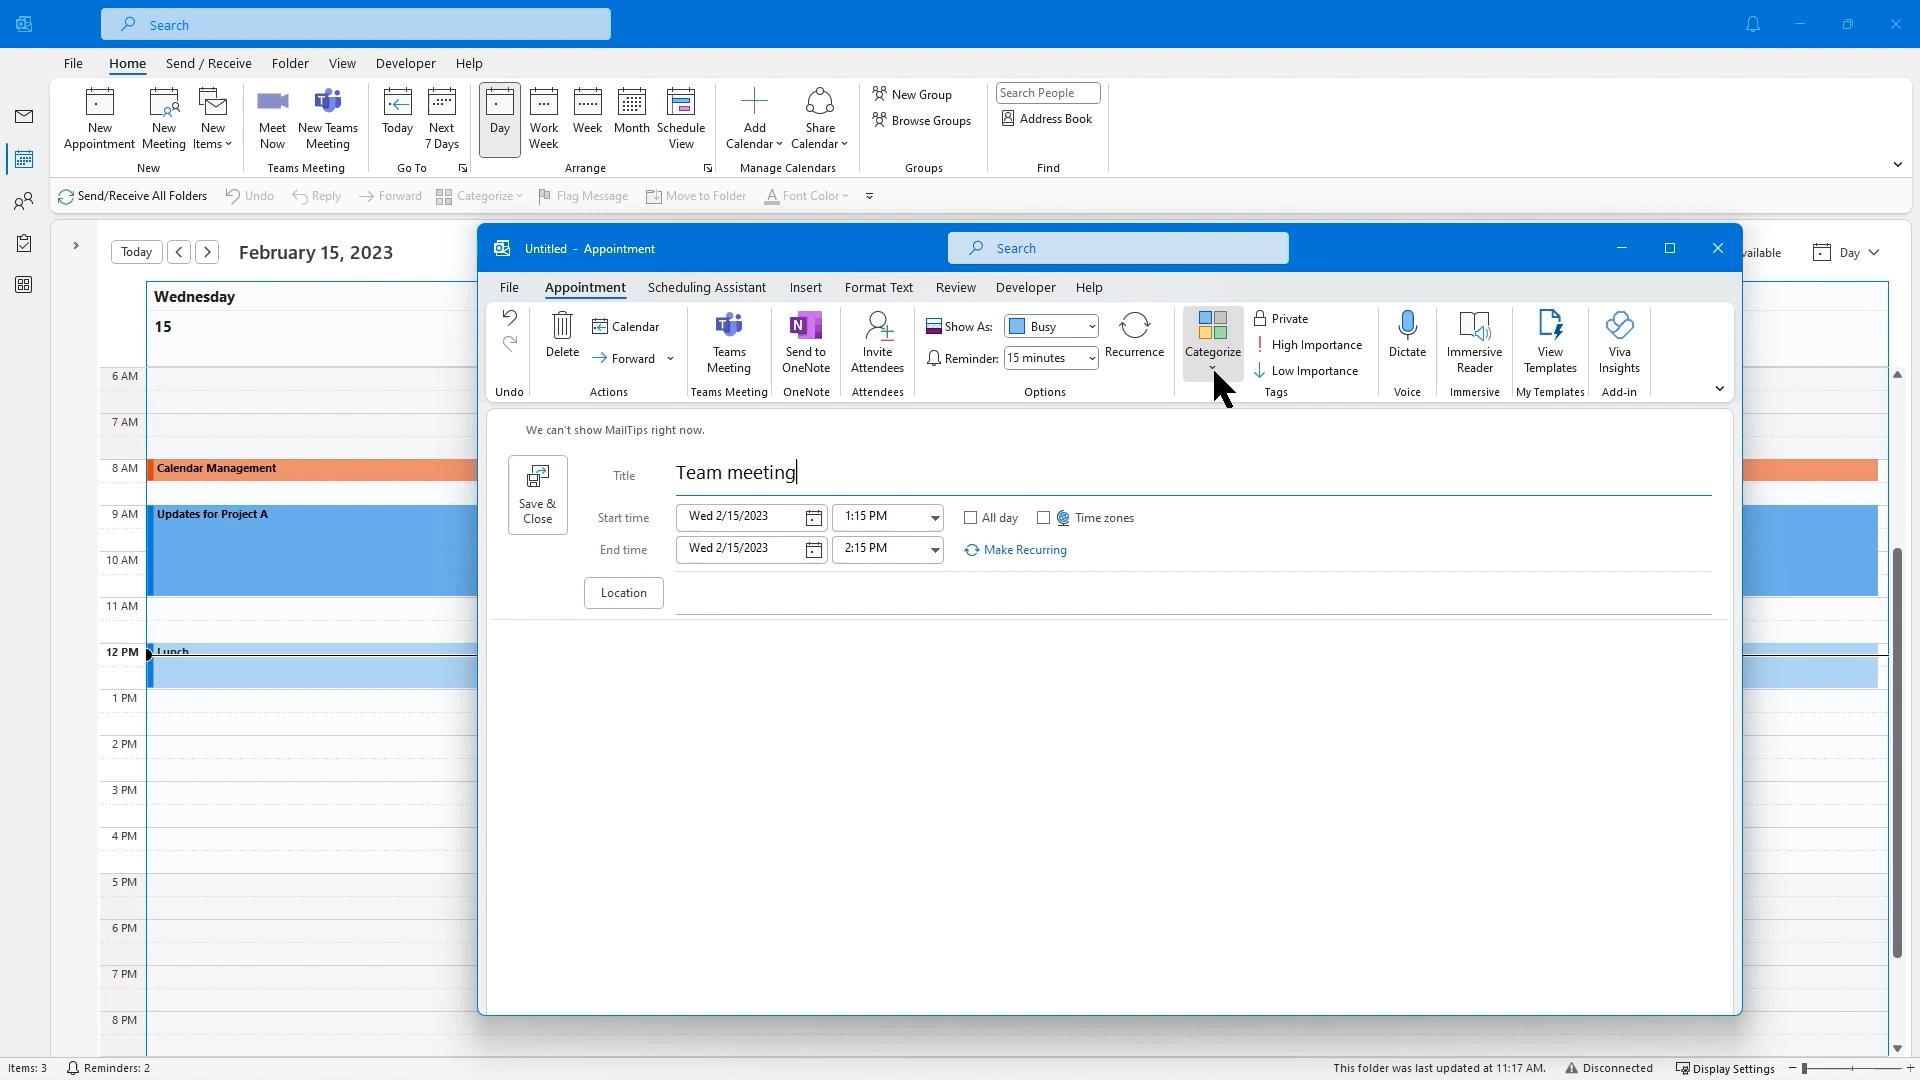 Search
File Home Send / Receive Folder View Developer Help
New Appointment
New Meeting
New Items
New
Meet Now
New Teams Meeting
Teams Meeting
Today
Next 7 Days
Go To
Day
Work Week
Week
Month
Schedule View
Arrange
Add Calendar
Share Calendar
Manage Calendars
New Group
Browse Groups
Groups
Search People
Address Book
Find
Send/Receive All Folders Undo Reply Forward Categorize Flag Message Move to Folder Font Color
Today February 15, 2023
vailable Day
Wednesday
15
6 AM
7 AM
8 AM Calendar Management
9 AM Updates for Project A
10 AM
11 AM
12 PM Lunch
1 PM
2 PM
3 PM
4 PM
5 PM
6 PM
7 PM
8 PM
Untitled - Appointment Search
File Appointment Scheduling Assistant Insert Format Text Review Developer Help
Undo
Delete
Calendar
Forward
Actions
Teams Meeting
Teams Meeting
Send to OneNote
OneNote
Invite Attendees
Attendees
Show As: Busy
Reminder: 15 minutes
Recurrence
Options
Categorize
Private
High Importance
Low Importance
Tags
Dictate
Voice
Immersive Reader
Immersive
View Templates
My Templates
Viva Insights
Add-in
We can't show MailTips right now.
Save & Close
Title Team meeting
Start time Wed 2/15/2023 1:15 PM All day Time zones
End time Wed 2/15/2023 2:15 PM Make Recurring
Location
Items: 3 Reminders: 2 This folder was last updated at 11:17 AM. Disconnected Display Settings